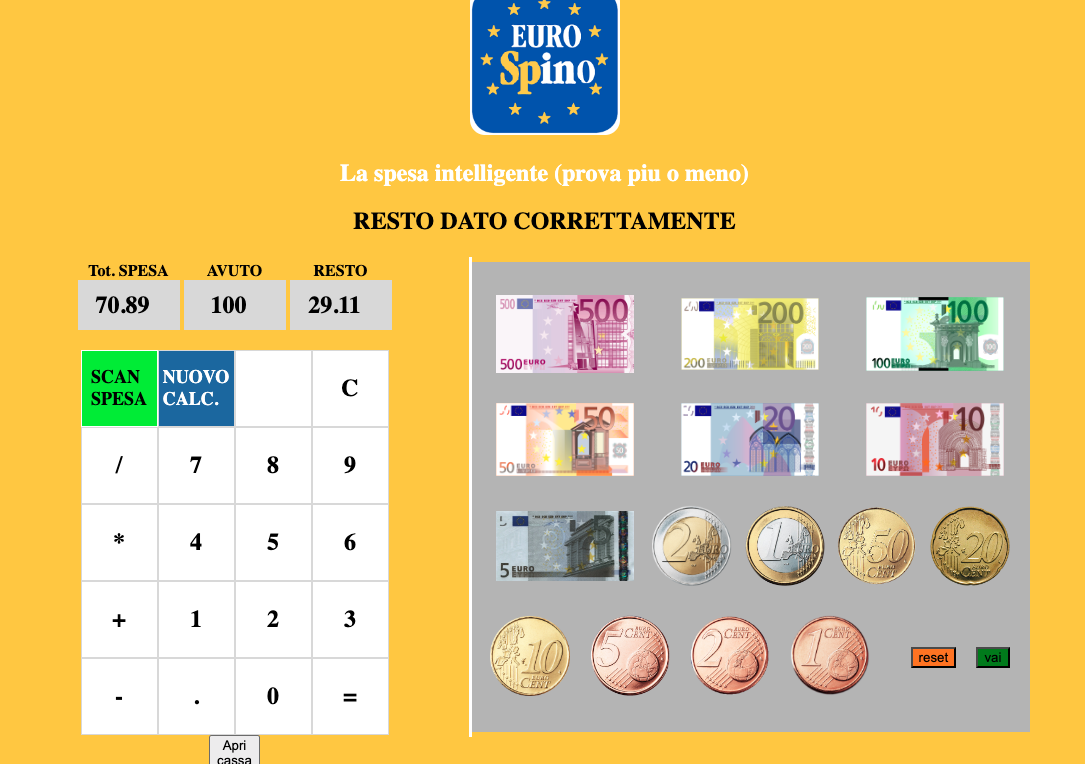 EURO
Spino
La spesa intelligente (prova piu o meno)
RESTO DATO CORRETTAMENTE
Tot. SPESA AVUTO RESTO
70.89 100 29.11
SCAN SPESA
NUOVO CALC.
C
/ 7 8 9
* 4 5 6
+ 1 2 3
- . 0 =
Apri
cassa
500 500
500 EURO
200
200 EURO
100
100 EURO
50
50 EURO
20
20 EURO
10
10 EURO
5 EURO
2 EURO
1 EURO
50 EURO CENT
20 EURO CENT
10 EURO CENT
5 EURO CENT
2 EURO CENT
1 EURO CENT
reset vai